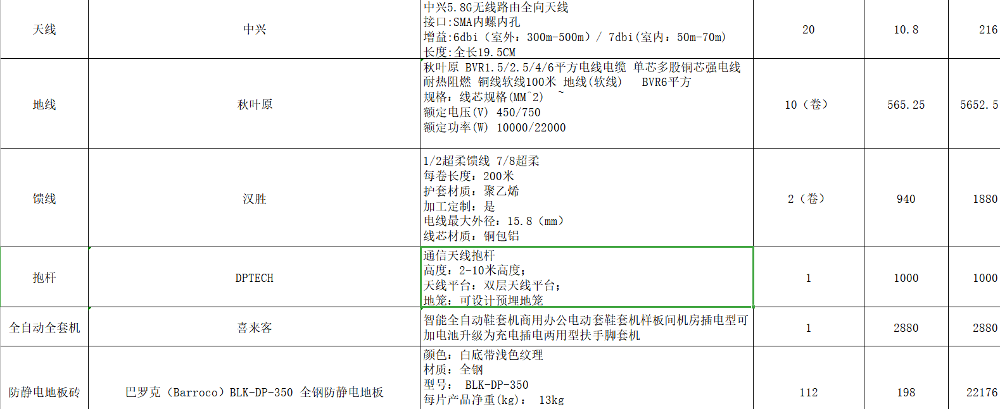 天线
中兴
中兴5.8G无线路由全向天线
接口:SMA内螺内孔
增益:6dbi（室外：300m-500m）/ 7dbi(室内：50m-70m)
长度:全长19.5CM
20
10.8
216
地线
秋叶原
秋叶原 BVR1.5/2.5/4/6平方电线电缆 单芯多股铜芯强电线
耐热阻燃 铜线软线100米 地线(软线) BVR6平方
规格：线芯规格(MM^2) ~
额定电压(V) 450/750
额定功率(W) 10000/22000
10（卷）
565.25
5652.5
馈线
汉胜
1/2超柔馈线 7/8超柔
每卷长度：200米
护套材质：聚乙烯
加工定制：是
电线最大外径：15.8（mm）
线芯材质：铜包铝
2（卷）
940
1880
抱杆
DPTECH
通信天线抱杆
高度：2-10米高度；
天线平台：双层天线平台；
地笼：可设计预埋地笼
1
1000
1000
全自动全套机
喜来客
智能全自动鞋套机商用办公电动套鞋套机样板间机房插电型可
加电池升级为充电插电两用型扶手脚套机
1
2880
2880
防静电地板砖
巴罗克（Barroco）BLK-DP-350 全钢防静电地板
颜色：白底带浅色纹理
材质：全钢
型号： BLK-DP-350
每片产品净重(kg)： 13kg
112
198
22176